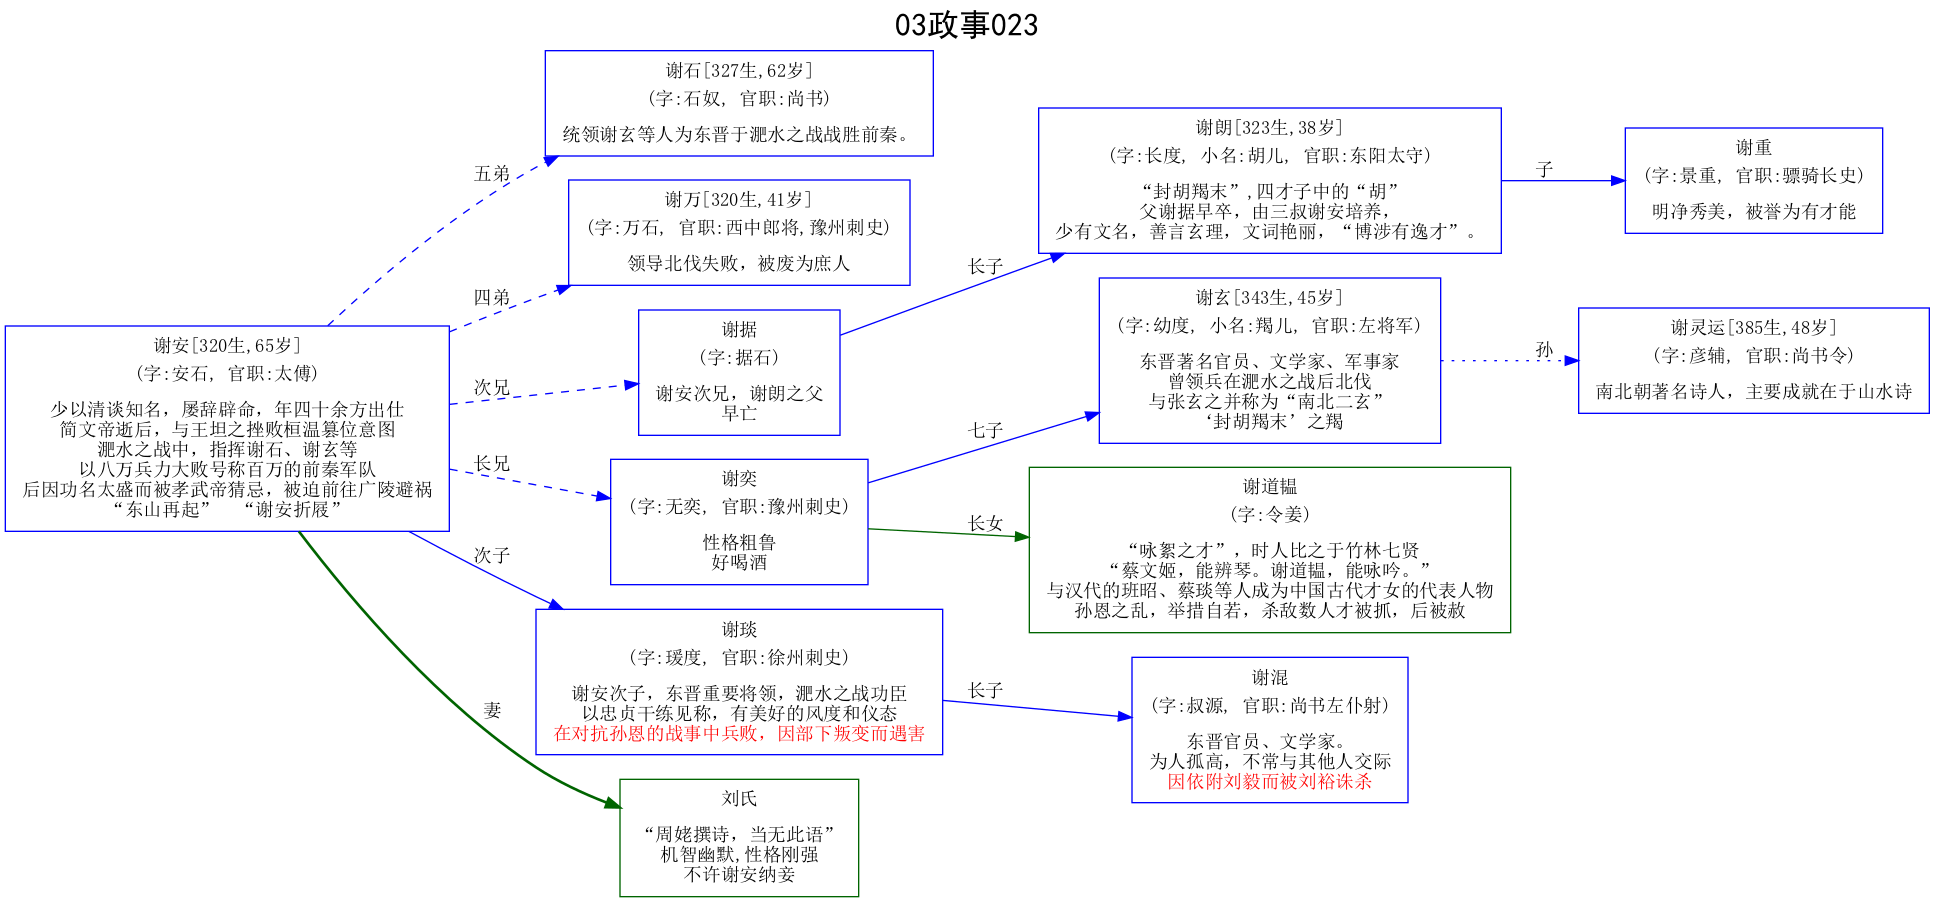 03政事023
谢石[327生,62岁]
(字:石奴, 官职:尚书)
统领谢玄等人为东晋于淝水之战战胜前秦。
五弟
谢万[320生,41岁]
(字:万石, 官职:西中郎将,豫州刺史)
领导北伐失败，被废为庶人
四弟
谢安[320生,65岁]
(字:安石, 官职:太傅)
少以清谈知名，屡辞辟命，年四十余方出仕
简文帝逝后，与王坦之挫败桓温篡位意图
淝水之战中，指挥谢石、谢玄等
以八万兵力大败号称百万的前秦军队
后因功名太盛而被孝武帝猜忌，被迫前往广陵避祸
“东山再起” “谢安折屐”
次兄
谢据
(字:据石)
谢安次兄，谢朗之父
早亡
长兄
谢奕
(字:无奕, 官职:豫州刺史)
性格粗鲁
好喝酒
次子
谢琰
(字:瑗度, 官职:徐州刺史)
谢安次子，东晋重要将领，淝水之战功臣
以忠贞干练见称，有美好的风度和仪态
在对抗孙恩的战事中兵败，因部下叛变而遇害
妻
刘氏
“周姥撰诗，当无此语”
机智幽默,性格刚强
不许谢安纳妾
长子
谢朗[323生,38岁]
(字:长度, 小名:胡儿, 官职:东阳太守)
“封胡羯末”,四才子中的“胡”
父谢据早卒，由三叔谢安培养，
少有文名，善言玄理，文词艳丽，“博涉有逸才”。
子
谢重
(字:景重, 官职:骠骑长史)
明净秀美，被誉为有才能
七子
谢玄[343生,45岁]
(字:幼度, 小名:羯儿, 官职:左将军)
东晋著名官员、文学家、军事家
曾领兵在淝水之战后北伐
与张玄之并称为“南北二玄”
‘封胡羯末’之羯
孙
谢灵运[385生,48岁]
(字:彦辅, 官职:尚书令)
南北朝著名诗人，主要成就在于山水诗
长女
谢道韫
(字:令姜)
“咏絮之才”，时人比之于竹林七贤
“蔡文姬，能辨琴。谢道韫，能咏吟。”
与汉代的班昭、蔡琰等人成为中国古代才女的代表人物
孙恩之乱，举措自若，杀敌数人才被抓，后被赦
长子
谢混
(字:叔源, 官职:尚书左仆射)
东晋官员、文学家。
为人孤高，不常与其他人交际
因依附刘毅而被刘裕诛杀